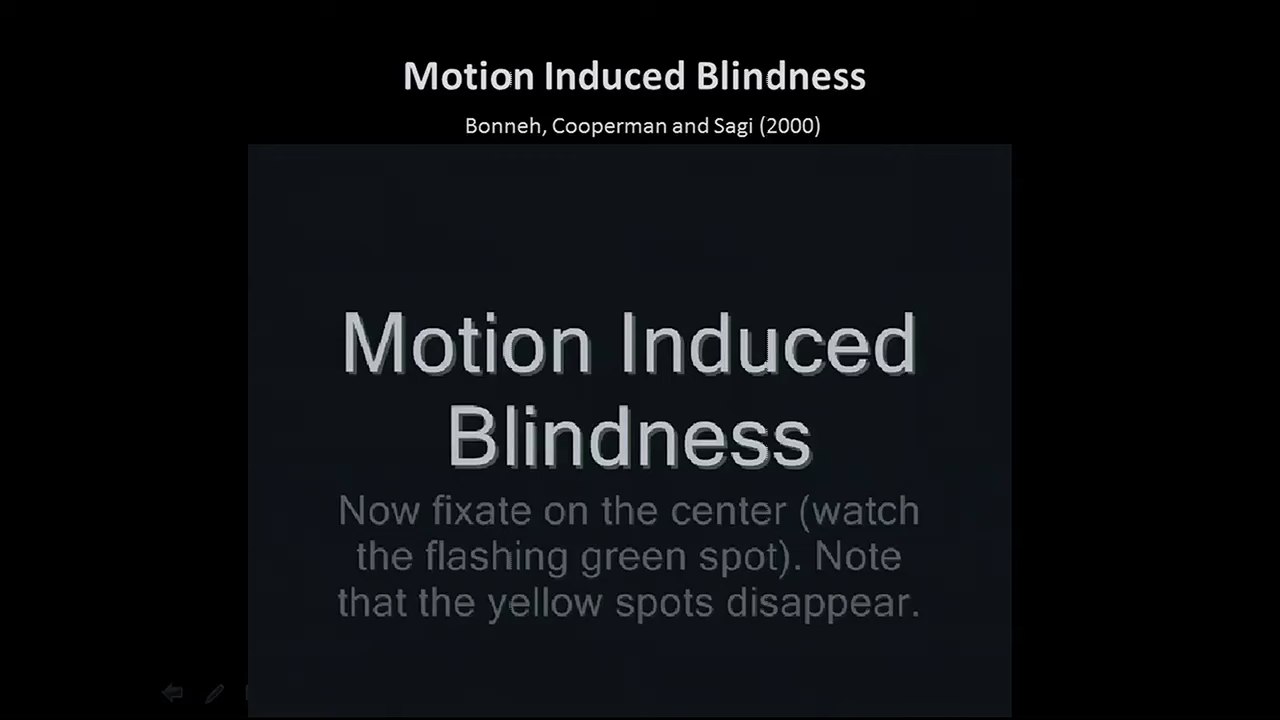 Motion Induced Blindness
Bonneh, Cooperman and Sagi (2000)
Motion Induced
Blindness
Now fixate on the center (watch
the flashing green spot). Note
that the yellow spots disappear.